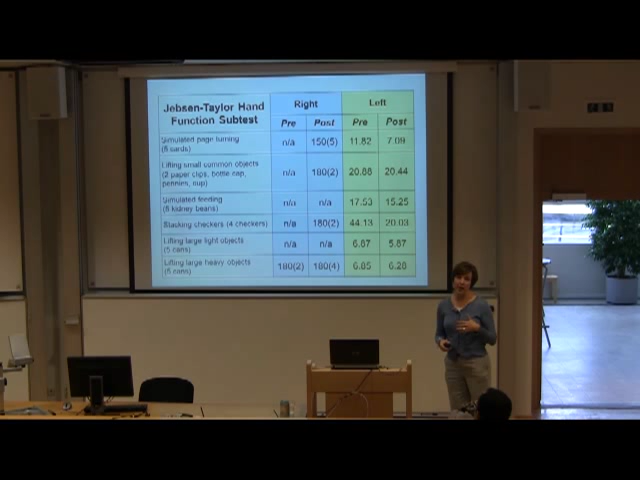 Jebsen-Taylor Hand Function Subtest Right Left
Pre Post Pre Post
Simulated page turning (5 cards) n/a 150(5) 11.82 7.09
Lifting small common objects (2 paper clips, bottle cap, pennies, cup) n/a 180(2) 20.88 20.44
Simulated feeding (5 kidney beans) n/a n/a 17.53 15.25
Stacking checkers (4 checkers) n/a 180(2) 44.13 20.03
Lifting large light objects (5 cans) n/a n/a 6.87 5.87
Lifting large heavy objects (5 cans) 180(2) 180(4) 6.85 6.28